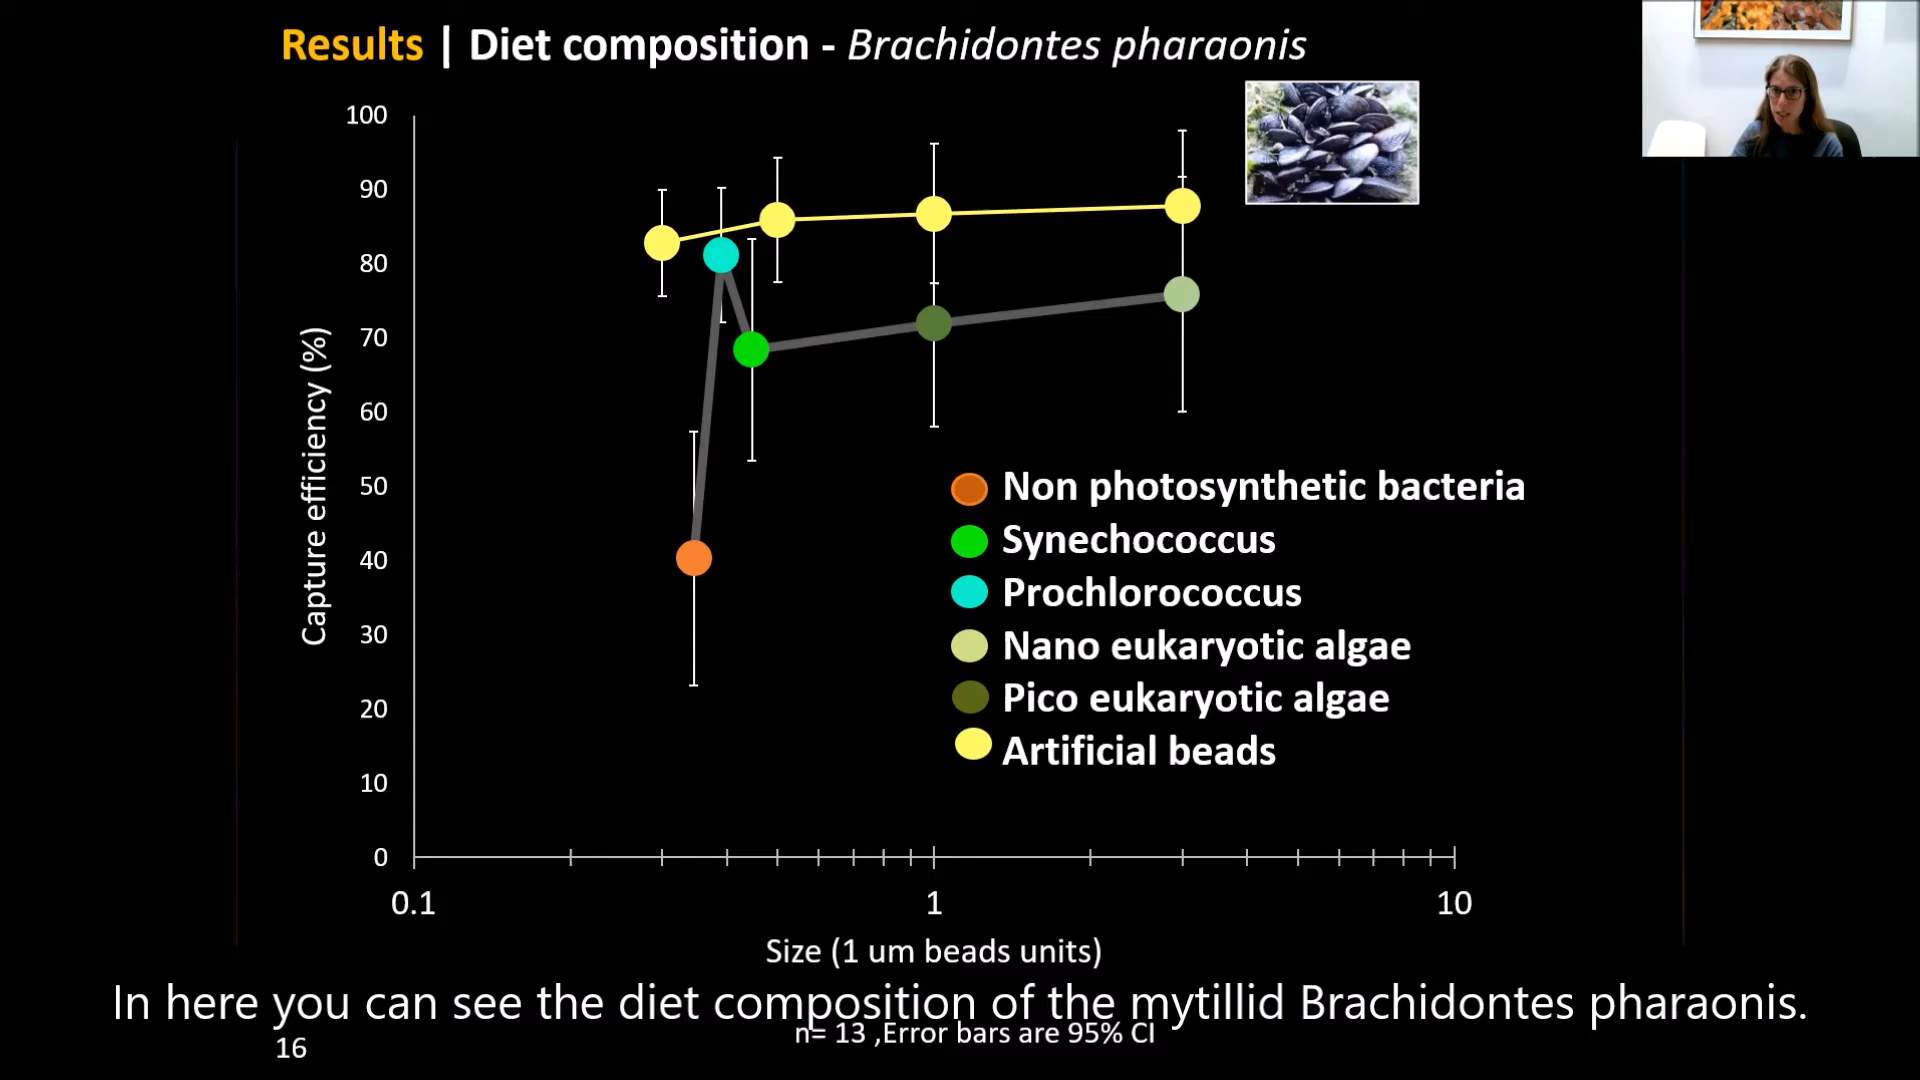 Results | Diet composition - Brachidontes pharaonis
100
90
80
70
60
50
40
30
20
10
0
Capture efficiency (%)
Non photosynthetic bacteria
Synechococcus
Prochlorococcus
Nano eukaryotic algae
Pico eukaryotic algae
Artificial beads
0.1 1 10
Size (1 um beads units)
In here you can see the diet composition of the mytillid Brachidontes pharaonis.
n= 13 ,Error bars are 95% CI
16